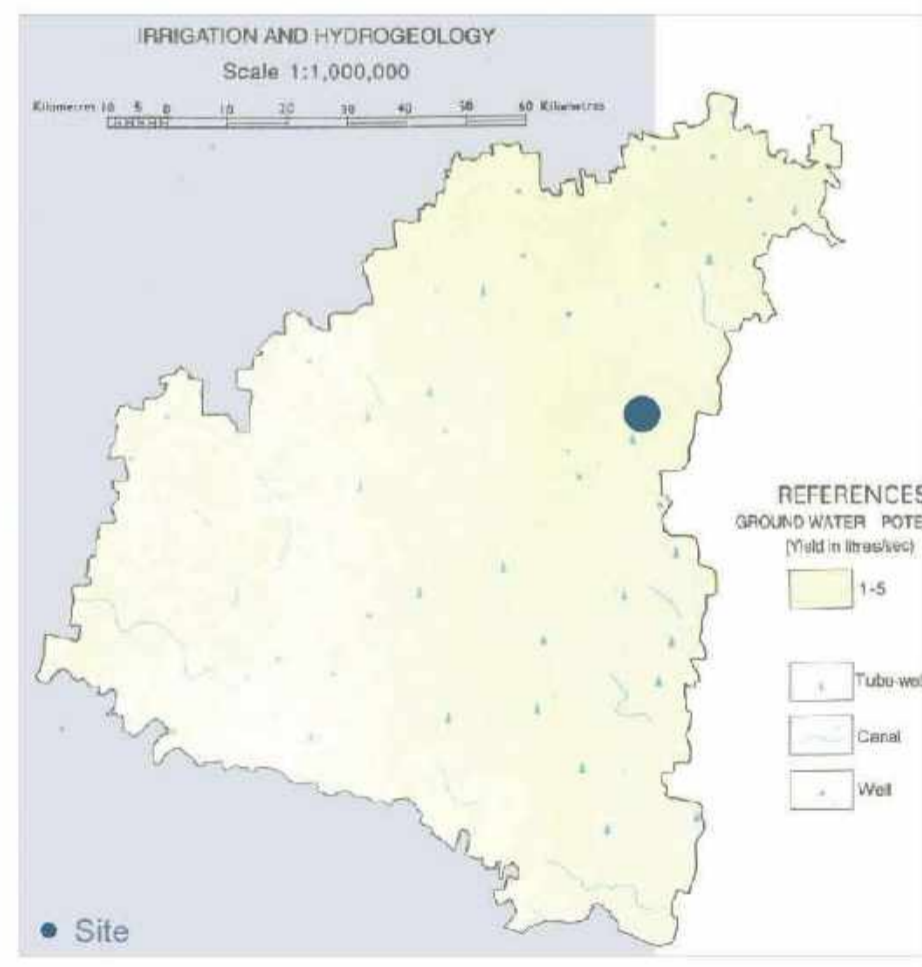 IRRIGATION AND HYDROGEOLOGY
Scale 1:1,000,000
Kilometres 10 5 0 10 20 30 40 50 60 Kilometres
REFERENCES
GROUND WATER POTE
(Yield in litres/sec)
1-5
Tube-wel
Canal
Well
Site